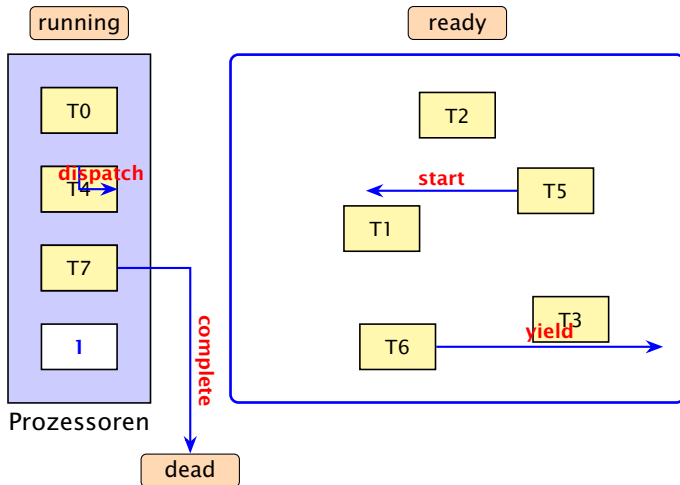 running
ready
T0
T2
dispatch
T4
start
T5
T1
T7
T3
complete
yield
1
T6
Prozessoren
dead